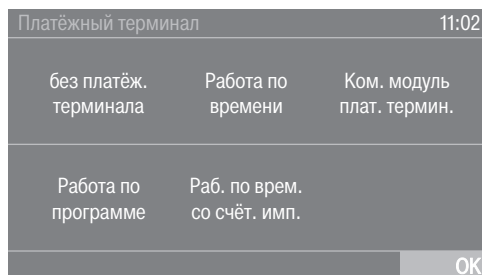 Платёжный терминал 11:02
без платёж. Работа по Ком. модуль
терминала времени плат. термин.
Работа по Раб. по врем.
программе со счёт. имп.
OK